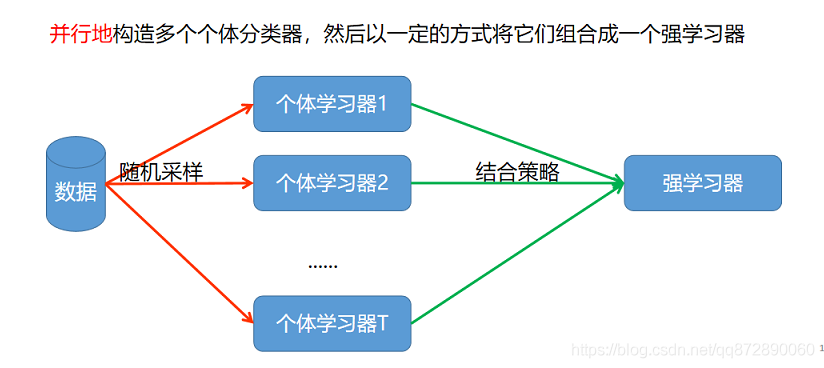 并行地构造多个个体分类器，然后以一定的方式将它们组合成一个强学习器
个体学习器1
随机采样
数据
个体学习器2
结合策略
强学习器
......
个体学习器T
https://blog.csdn.net/qq872890060
1